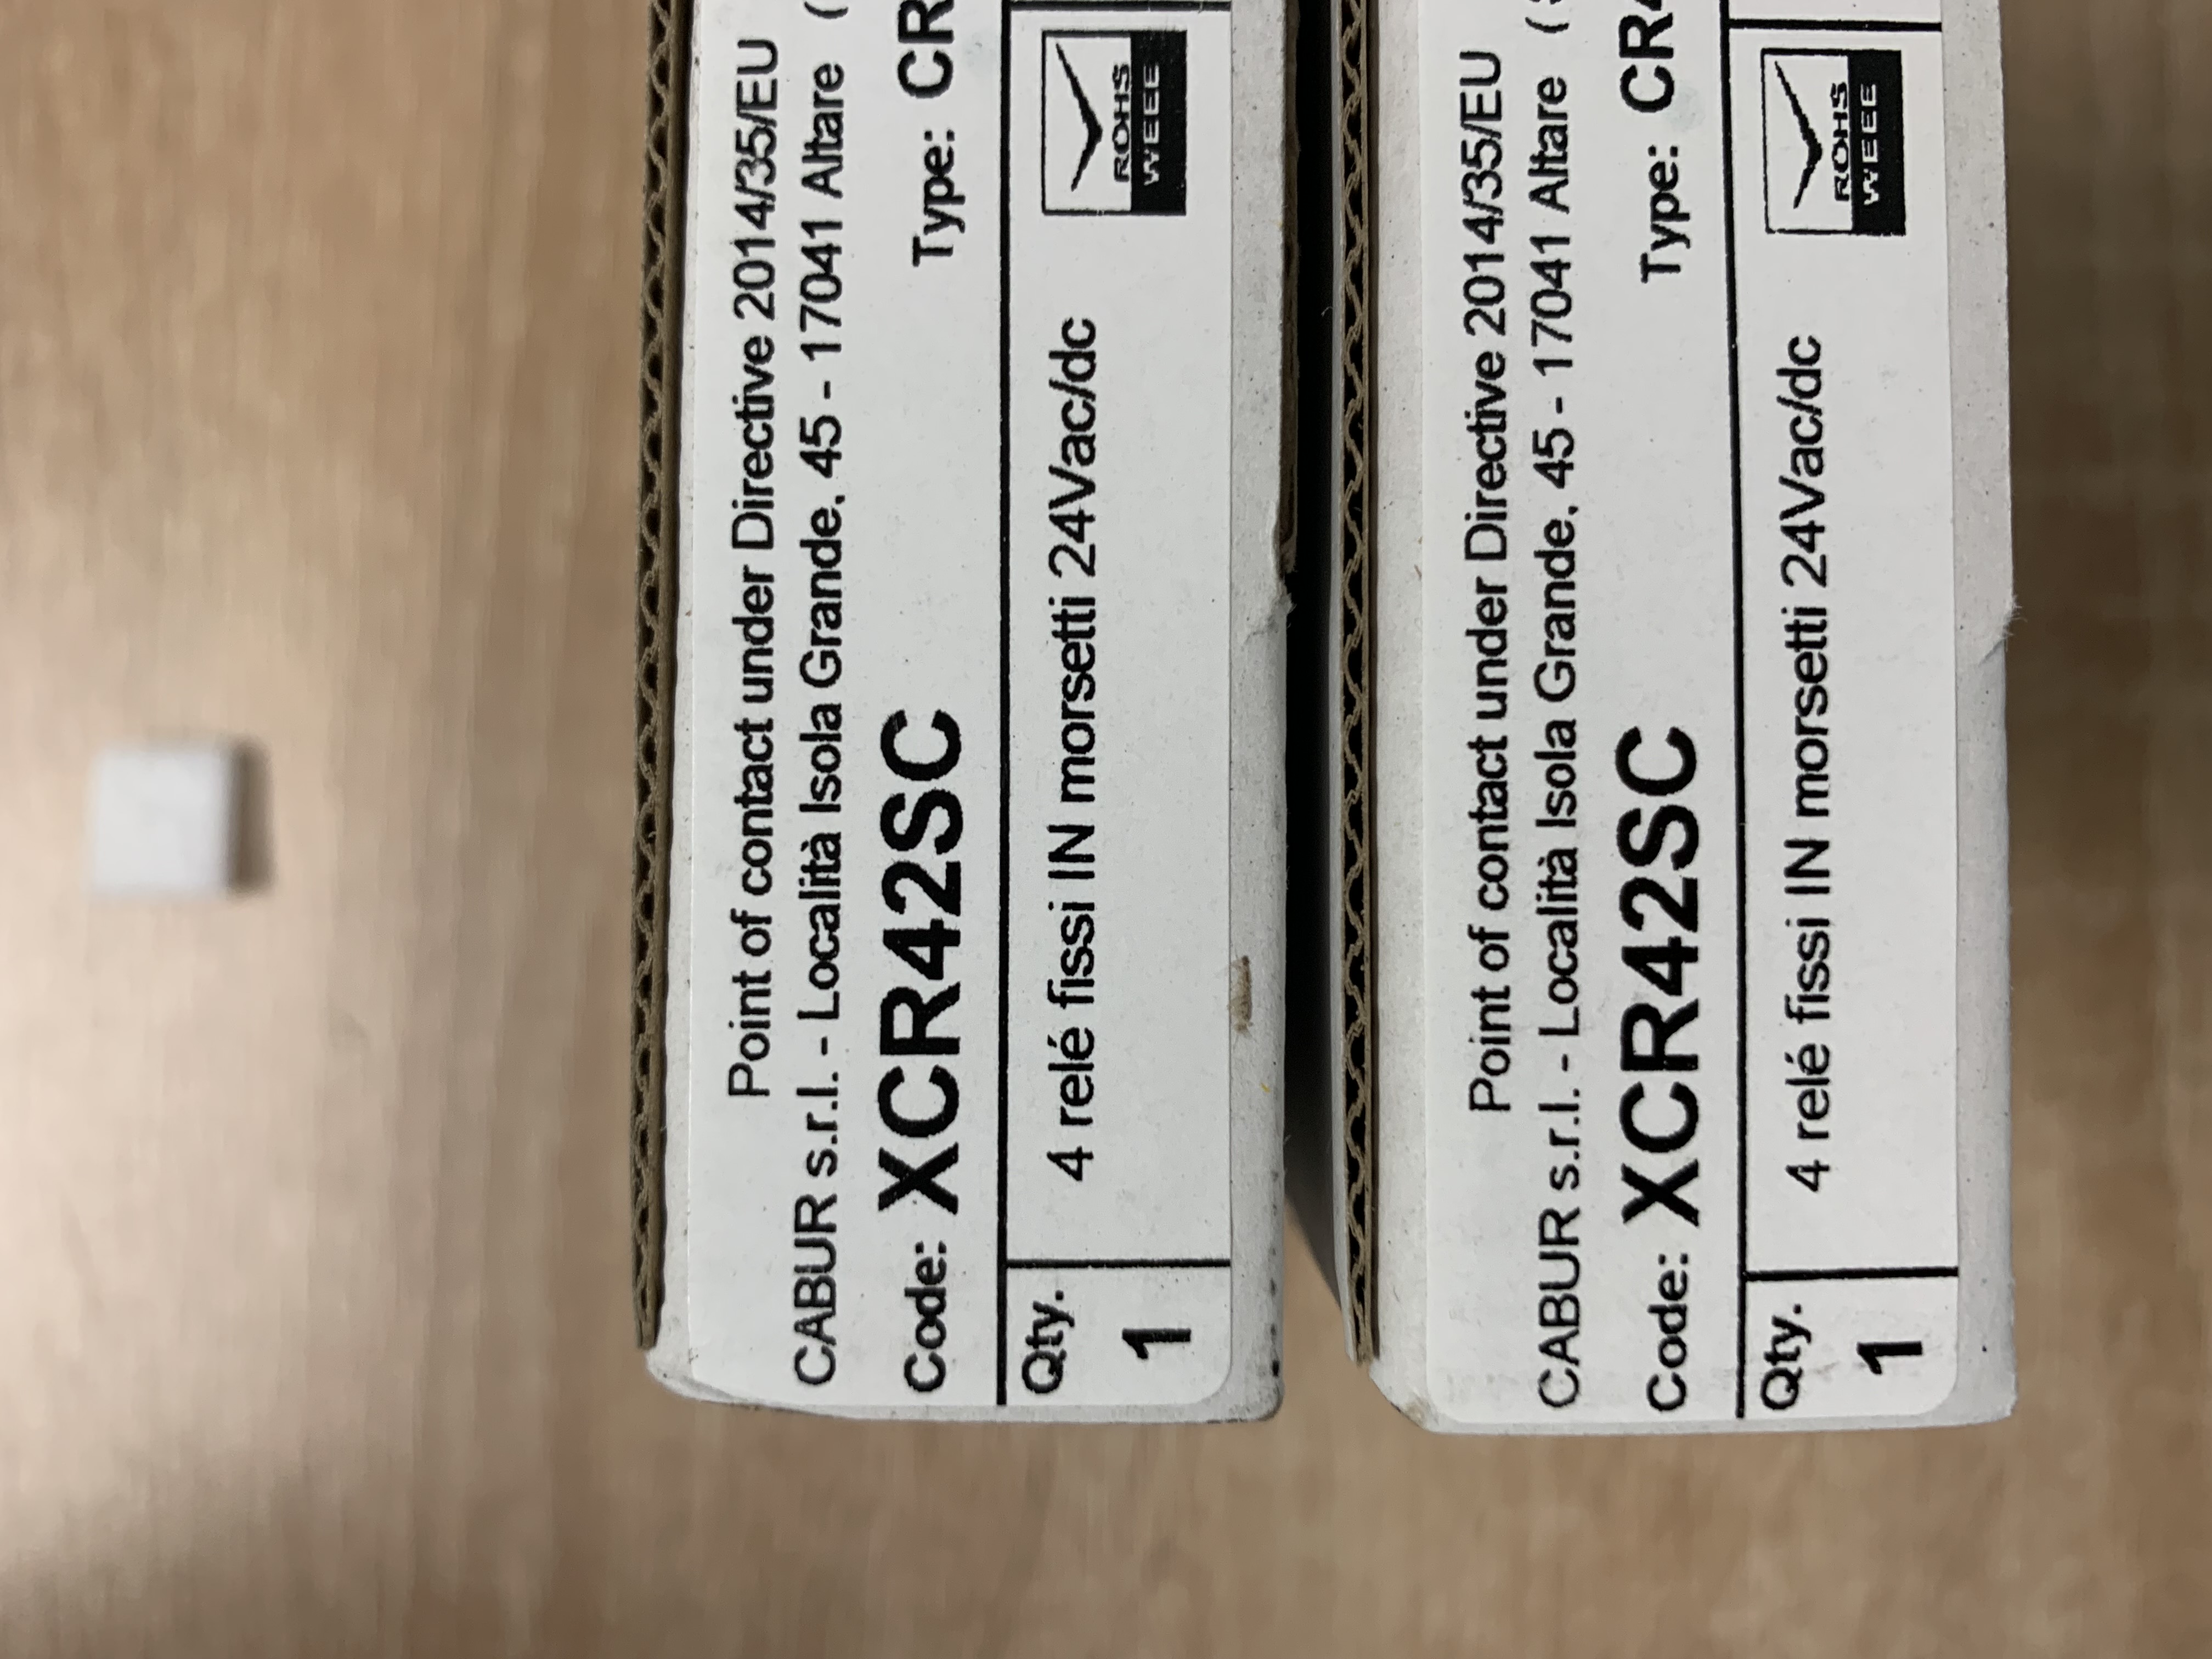 Point of contact under Directive 2014/35/EU
CABUR s.r.l. - Località Isola Grande, 45 - 17041 Altare (
Code: XCR42SC Type: CR
Qty.
1
4 relé fissi IN morsetti 24Vac/dc
ROHS
WEEE
Point of contact under Directive 2014/35/EU
CABUR s.r.l. - Località Isola Grande, 45 - 17041 Altare (
Code: XCR42SC Type: CR4
Qty.
1
4 relé fissi IN morsetti 24Vac/dc
ROHS
WEEE